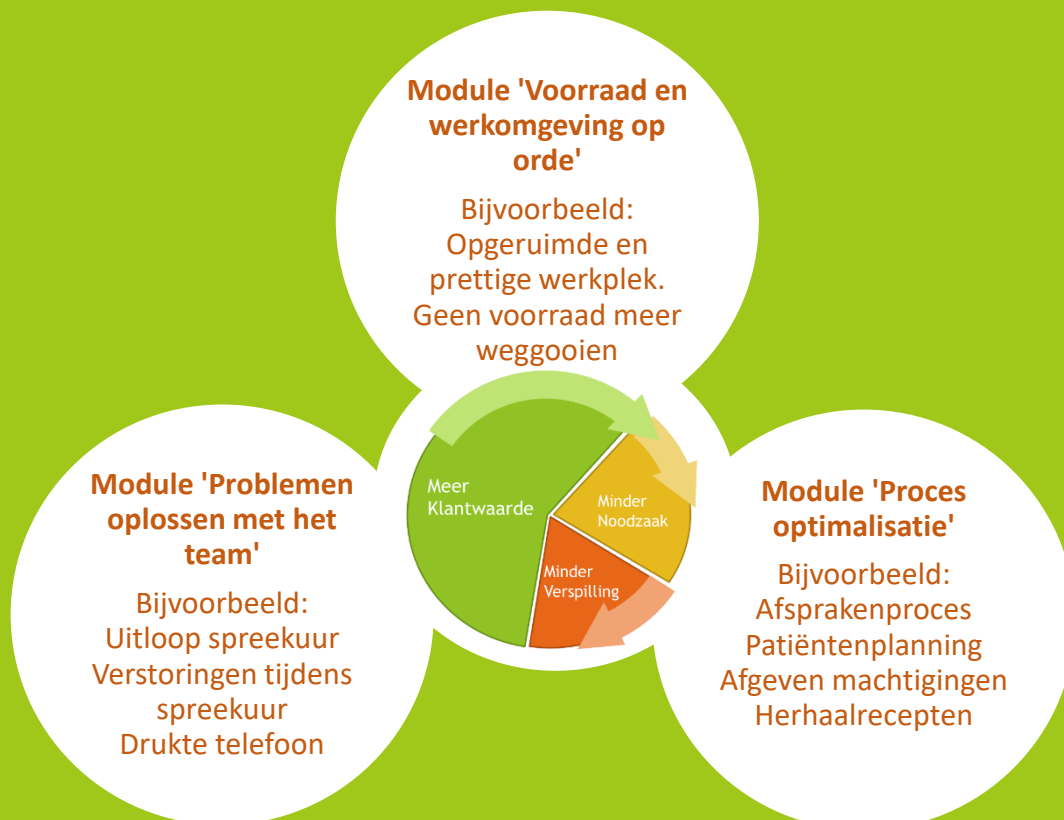 Module 'Voorraad en
werkomgeving op
orde'
Bijvoorbeeld:
Opgeruimde en
prettige werkplek.
Geen voorraad meer
weggooien
Meer
Klantwaarde
Minder
Noodzaak
Minder
Verspilling
Module 'Problemen
oplossen met het
team'
Bijvoorbeeld:
Uitloop spreekuur
Verstoringen tijdens
spreekuur
Drukte telefoon
Module 'Proces
optimalisatie'
Bijvoorbeeld:
Afsprakenproces
Patiëntenplanning
Afgeven machtigingen
Herhaalrecepten